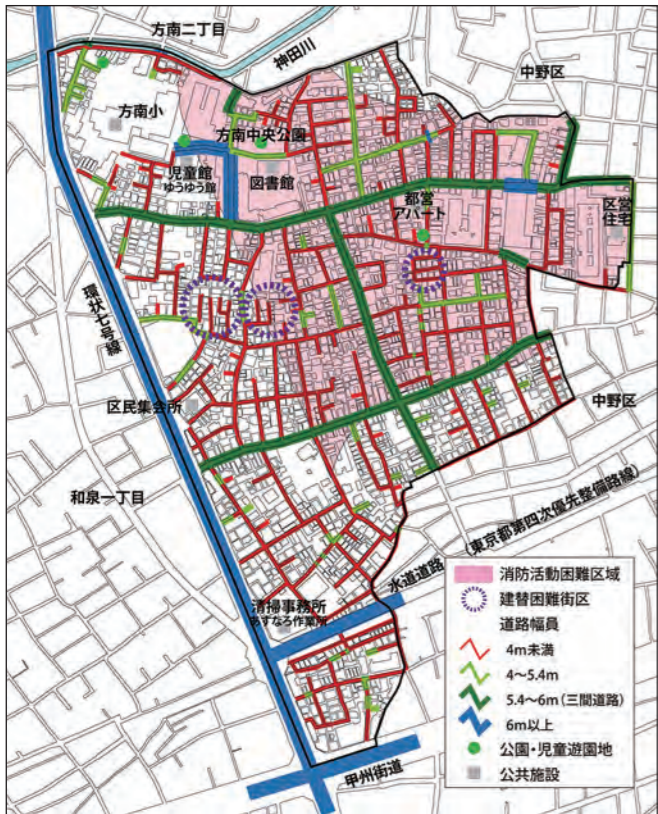 方南二丁目
神田川
中野区
方南小
方南中央公園
児童館
ゆうゆう館
図書館
都営
アパート
区営
住宅
環状七号線
区民集会所
中野区
和泉一丁目
水道道路(東京都第四次優先整備路線)
清掃事務所
あすなろ作業所
甲州街道
消防活動困難区域
建替困難街区
道路幅員
4m未満
4〜5.4m
5.4〜6m(三間道路)
6m以上
公園・児童遊園地
公共施設